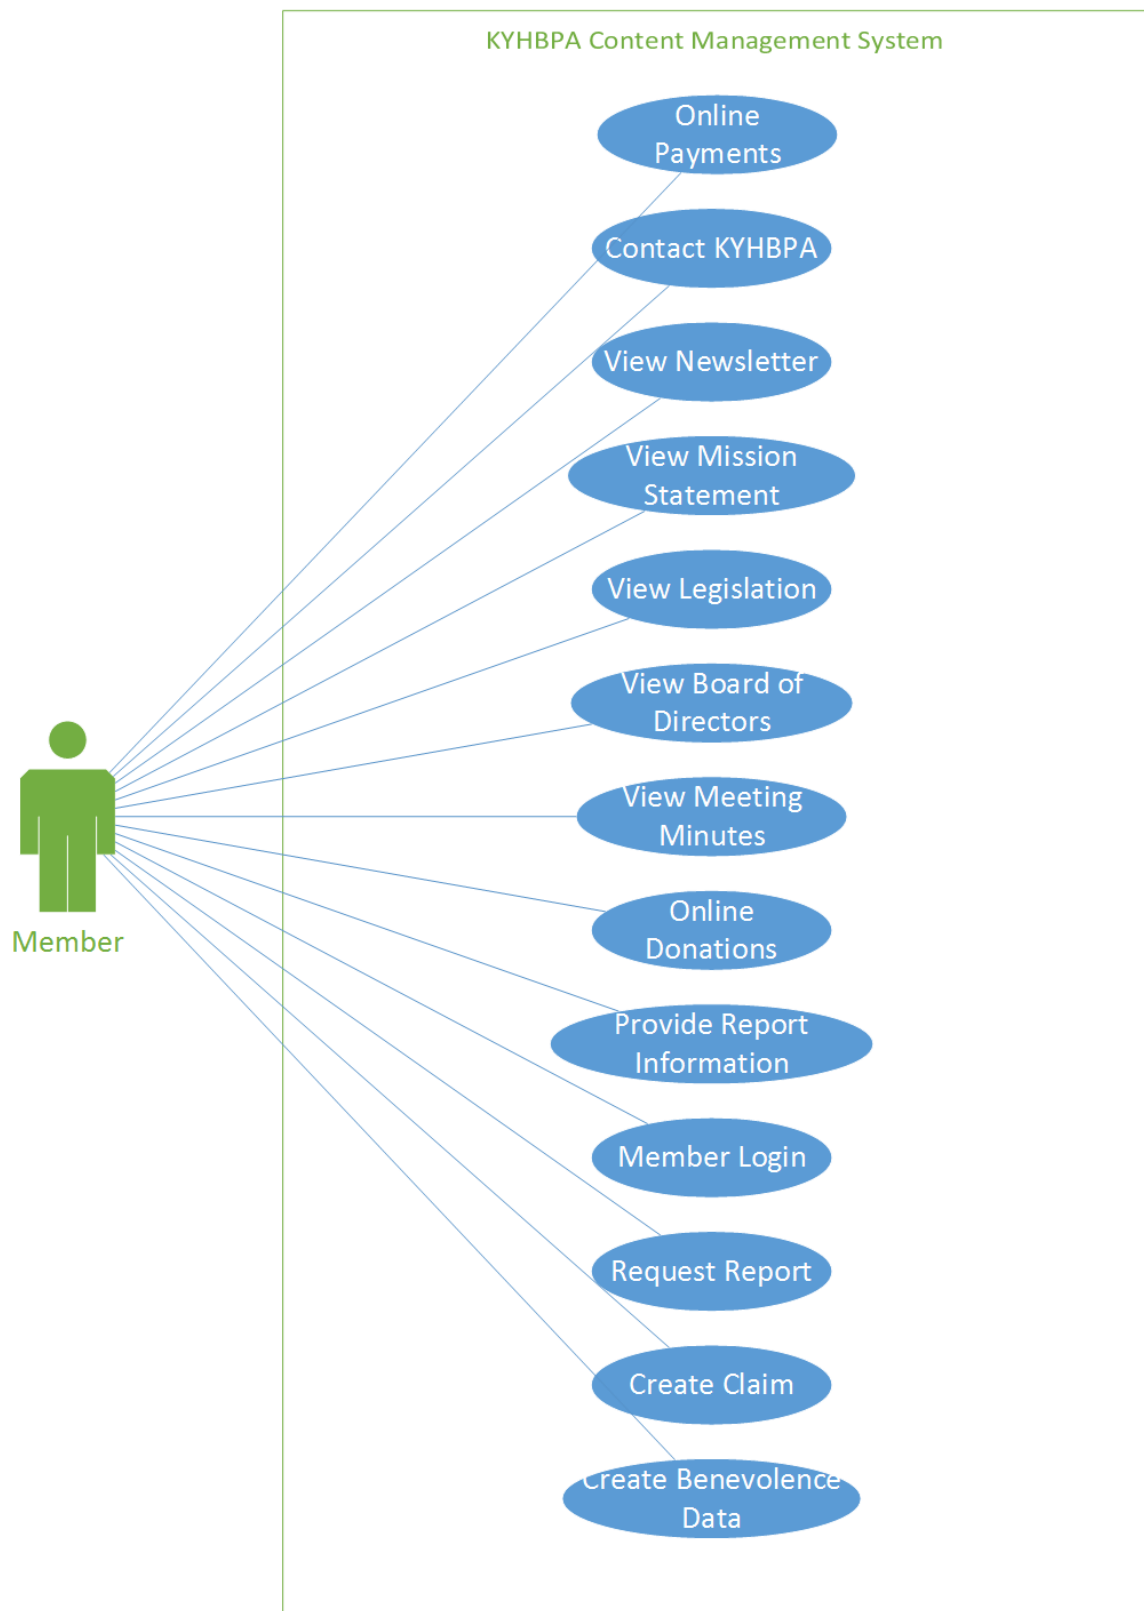 KYHBPA Content Management System
Online
Payments
Contact KYHBPA
View Newsletter
View Mission
Statement
View Legislation
View Board of
Directors
View Meeting
Minutes
Online
Donations
Member
Provide Report
Information
Member Login
Request Report
Create Claim
Create Benevolence
Data